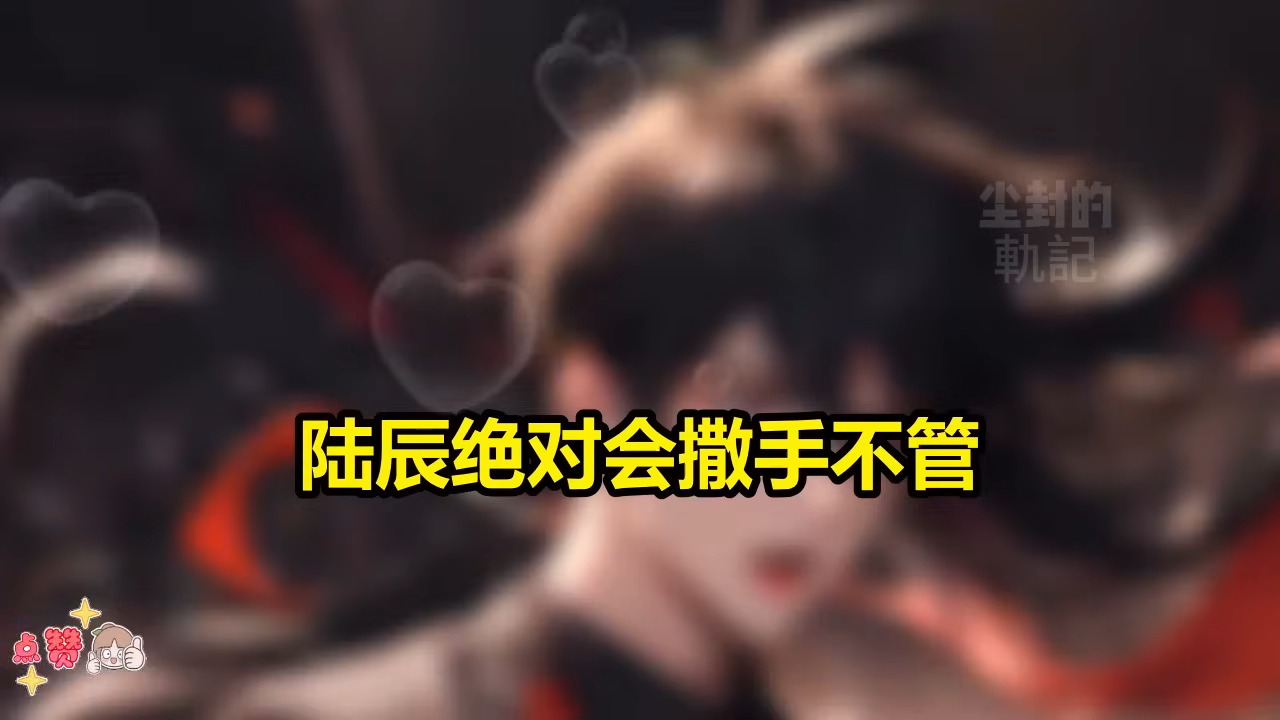 尘封的
軌記
陆辰绝对会撒手不管
点赞